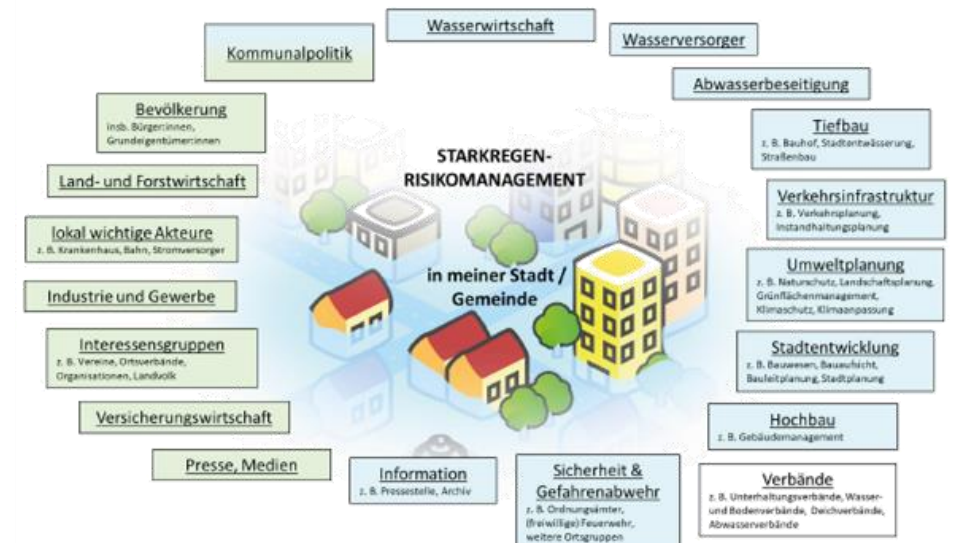 Wasserwirtschaft
Wasserversorger
Kommunalpolitik
Abwasserbeseitigung
Bevölkerung
insb. Bürger:innen,
Grundeigentümer:innen
Tiefbau
z. B. Bauhof, Stadtentwässerung,
Straßenbau
STARKREGEN-
RISIKOMANAGEMENT
Land- und Forstwirtschaft
Verkehrsinfrastruktur
z. B. Verkehrsplanung,
Instandhaltungsplanung
lokal wichtige Akteure
z. B. Krankenhaus, Bahn, Stromversorger
in meiner Stadt /
Gemeinde
Umweltplanung
z. B. Naturschutz, Landschaftsplanung,
Grünflächenmanagement,
Klimaschutz, Klimaanpassung
Industrie und Gewerbe
Interessensgruppen
z. B. Vereine, Ortsverbände,
Organisationen, Landvolk
Stadtentwicklung
z. B. Bauwesen, Bauaufsicht,
Bauleitplanung, Stadtplanung
Versicherungswirtschaft
Hochbau
z. B. Gebäudemanagement
Presse, Medien
Information
z. B. Pressestelle, Archiv
Sicherheit &
Gefahrenabwehr
z. B. Ordnungsämter,
(freiwillige) Feuerwehr,
weitere Ortsgruppen
Verbände
z. B. Unterhaltungsverbände, Wasser-
und Bodenverbände, Deichverbände,
Abwasserverbände